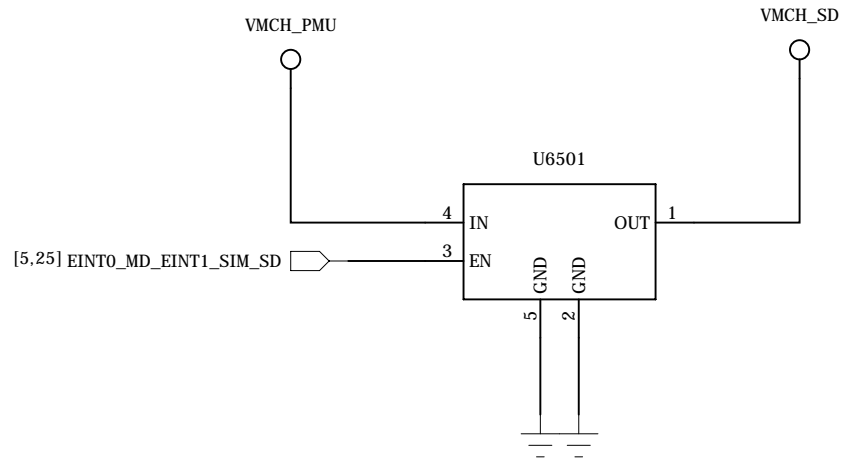 VMCH_PMU
VMCH_SD
U6501
4
IN
OUT
1
[5,25] EINT0_MD_EINT1_SIM_SD
3
EN
GND
GND
5
2